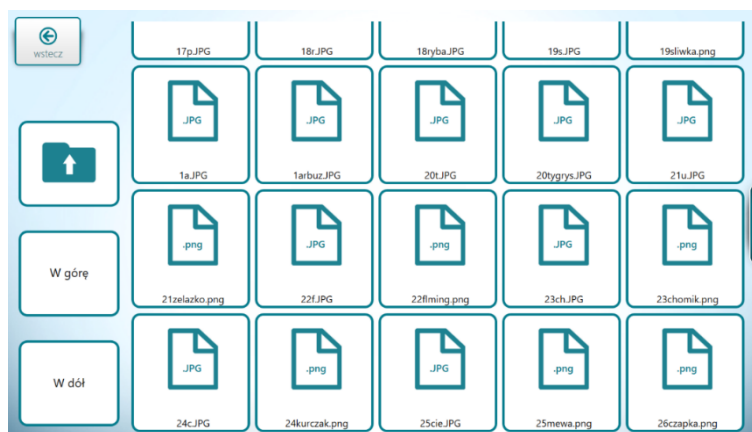 wstecz
17p.JPG 18r.JPG 18ryba.JPG 19s.JPG 19sliwka.png
.JPG .JPG .JPG .JPG .JPG
1a.JPG 1arbuz.JPG 20t.JPG 20tygrys.JPG 21u.JPG
.png .JPG .png .JPG .png
W górę
21zelazko.png 22f.JPG 22flming.png 23ch.JPG 23chomik.png
.JPG .png .JPG .png .png
W dół
24c.JPG 24kurczak.png 25cie.JPG 25mewa.png 26czapka.png